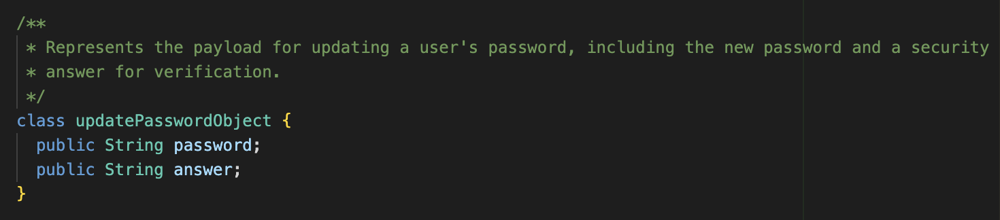 /**
 * Represents the payload for updating a user's password, including the new password and a security
 * answer for verification.
 */
class updatePasswordObject {
  public String password;
  public String answer;
}